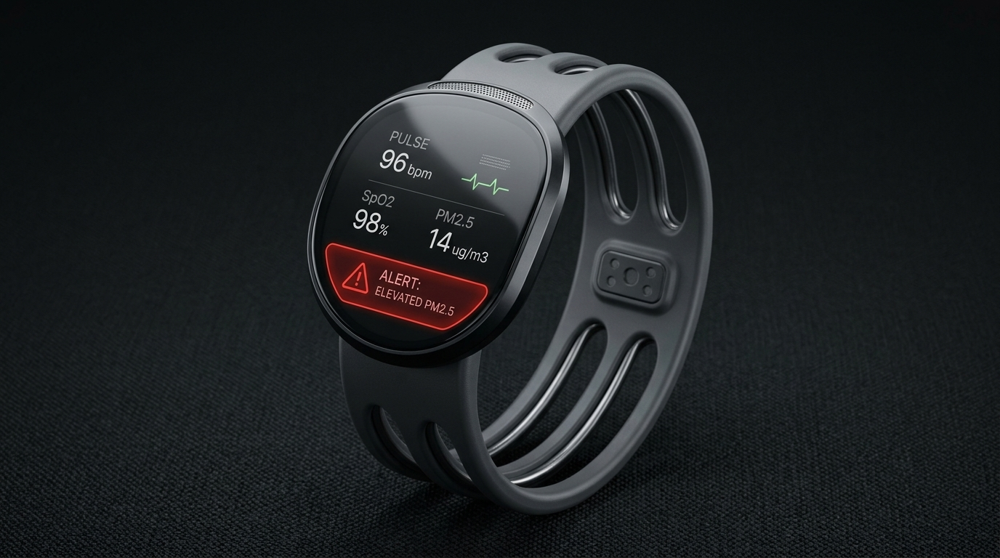 PULSE
96 bpm
SpO2
98%
PM2.5
14 ug/m3
ALERT:
ELEVATED PM2.5